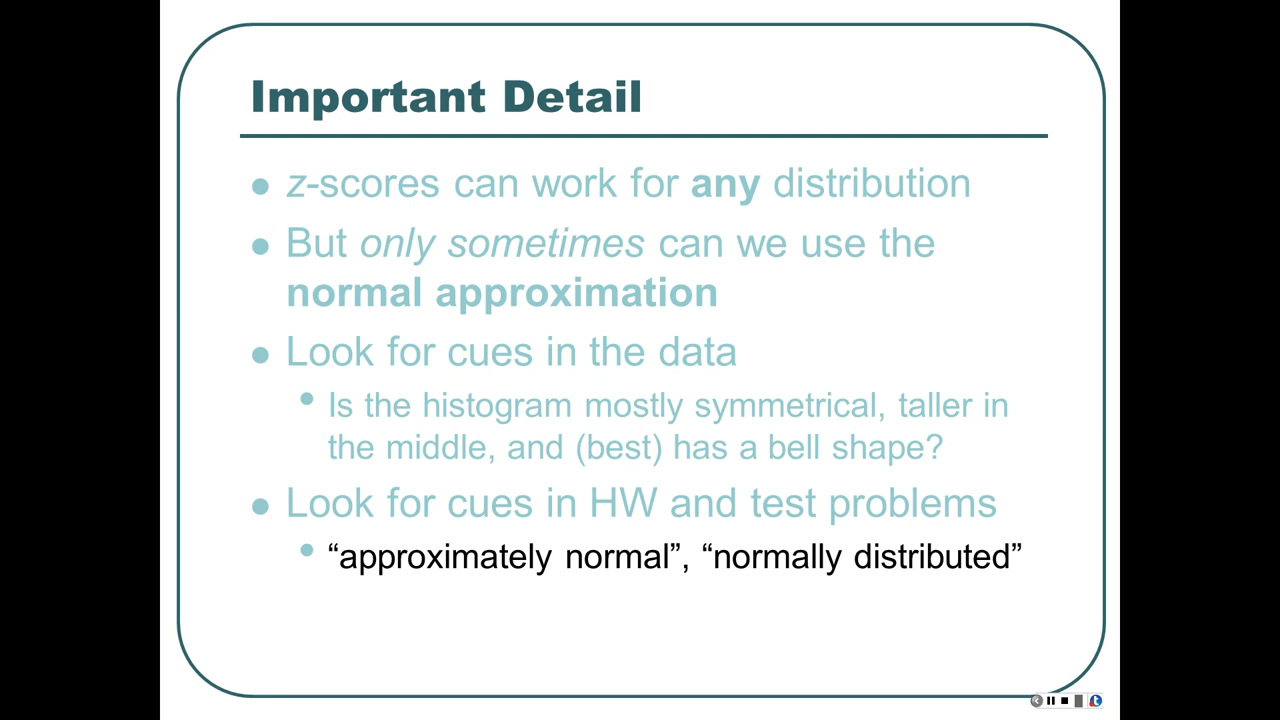 Important Detail
z-scores can work for any distribution
But only sometimes can we use the
normal approximation
Look for cues in the data
Is the histogram mostly symmetrical, taller in
the middle, and (best) has a bell shape?
Look for cues in HW and test problems
“approximately normal”, “normally distributed”